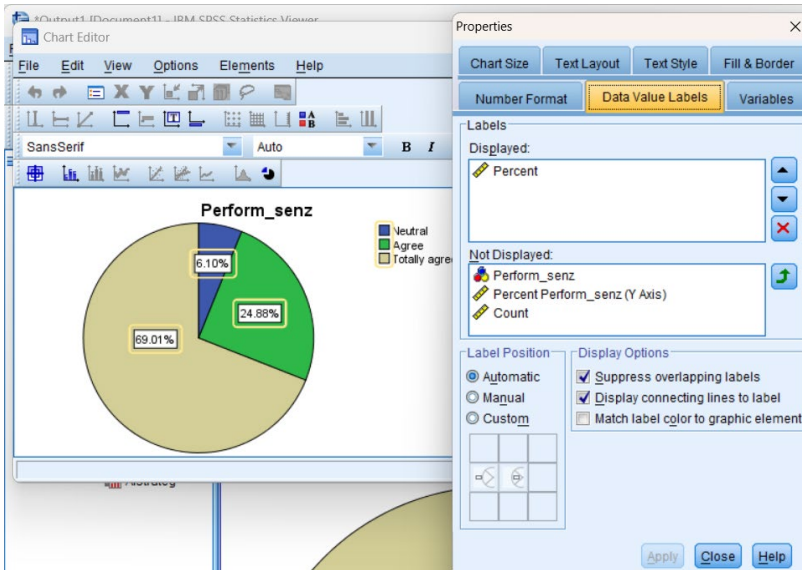 *Output1 [Document1] - IBM SPSS Statistics Viewer
Chart Editor
File Edit View Options Elements Help
SansSerif Auto B I
Perform_senz
Neutral
Agree
Totally agree
6.10%
24.88%
69.01%
Properties
Chart Size Text Layout Text Style Fill & Border
Number Format Data Value Labels Variables
Labels
Displayed:
Percent
Not Displayed:
Perform_senz
Percent Perform_senz (Y Axis)
Count
Label Position
Automatic
Manual
Custom
Display Options
Suppress overlapping labels
Display connecting lines to label
Match label color to graphic element
Apply Close Help